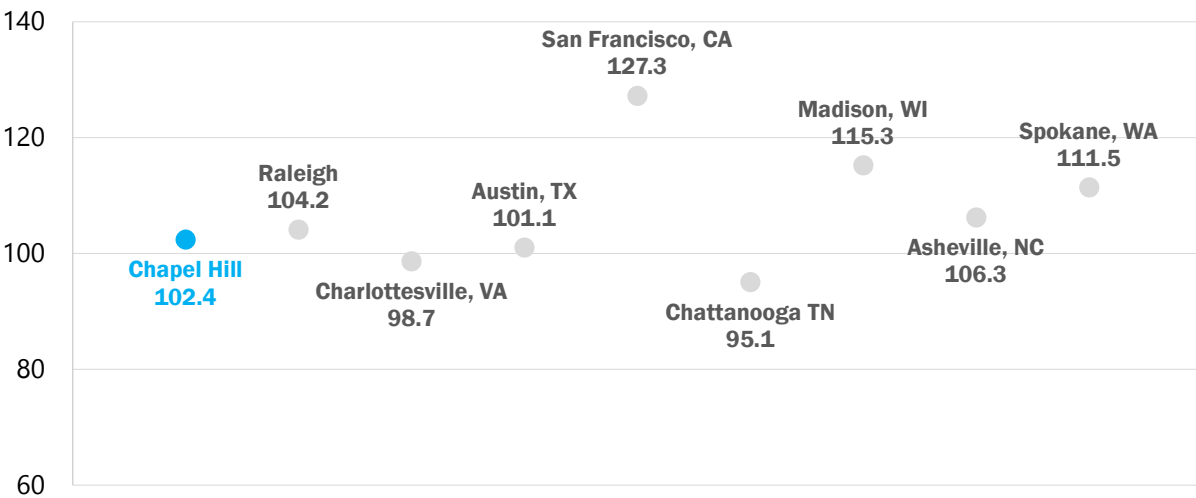 140
San Francisco, CA
127.3
Madison, WI
115.3
120
Spokane, WA
111.5
Raleigh
104.2
Austin, TX
101.1
100
Chapel Hill
102.4
Charlottesville, VA
98.7
Chattanooga TN
95.1
Asheville, NC
106.3
80
60